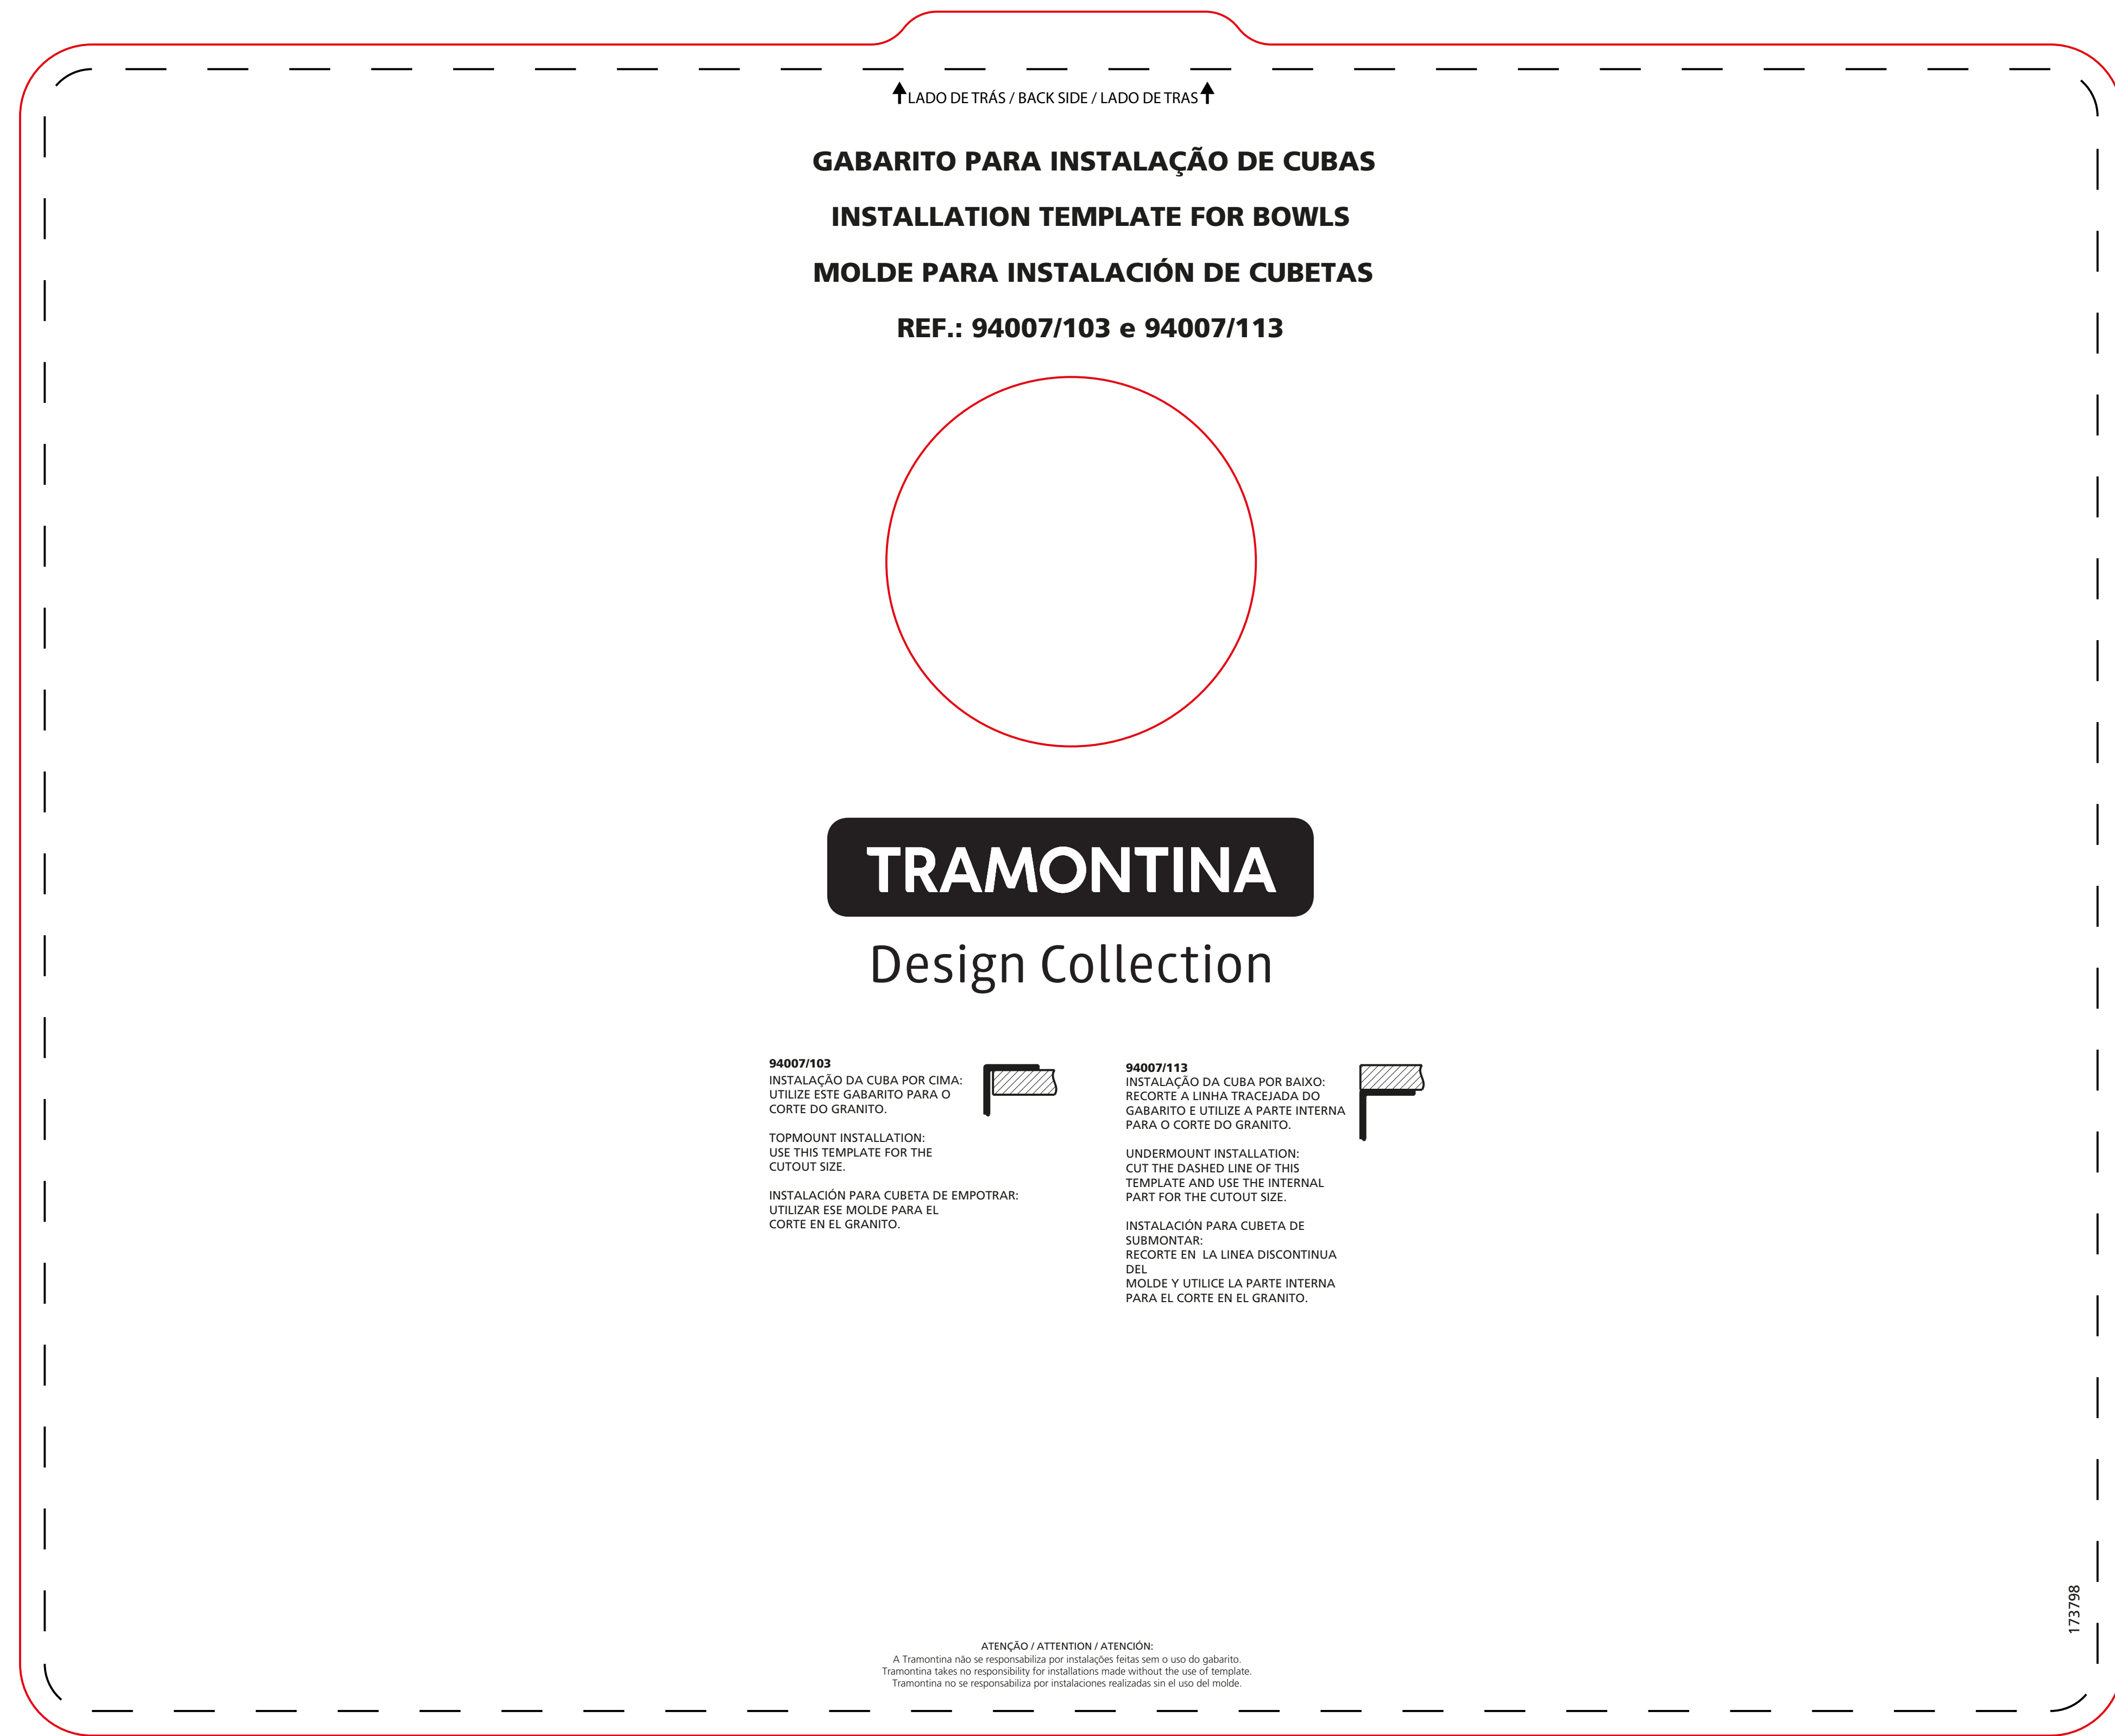 LADO DE TRÁS / BACK SIDE / LADO DE TRAS
GABARITO PARA INSTALAÇÃO DE CUBAS
INSTALLATION TEMPLATE FOR BOWLS
MOLDE PARA INSTALACIÓN DE CUBETAS
REF.: 94007/103 e 94007/113
TRAMONTINA
Design Collection
94007/103
INSTALAÇÃO DA CUBA POR CIMA:
UTILIZE ESTE GABARITO PARA O
CORTE DO GRANITO.
TOPMOUNT INSTALLATION:
USE THIS TEMPLATE FOR THE
CUTOUT SIZE.
INSTALACIÓN PARA CUBETA DE EMPOTRAR:
UTILIZAR ESE MOLDE PARA EL
CORTE EN EL GRANITO.
94007/113
INSTALAÇÃO DA CUBA POR BAIXO:
RECORTE A LINHA TRACEJADA DO
GABARITO E UTILIZE A PARTE INTERNA
PARA O CORTE DO GRANITO.
UNDERMOUNT INSTALLATION:
CUT THE DASHED LINE OF THIS
TEMPLATE AND USE THE INTERNAL
PART FOR THE CUTOUT SIZE.
INSTALACIÓN PARA CUBETA DE
SUBMONTAR:
RECORTE EN  LA LINEA DISCONTINUA
DEL
MOLDE Y UTILICE LA PARTE INTERNA
PARA EL CORTE EN EL GRANITO.
173798
ATENÇÃO / ATTENTION / ATENCIÓN:
A Tramontina não se responsabiliza por instalações feitas sem o uso do gabarito.
Tramontina takes no responsibility for installations made without the use of template.
Tramontina no se responsabiliza por instalaciones realizadas sin el uso del molde.